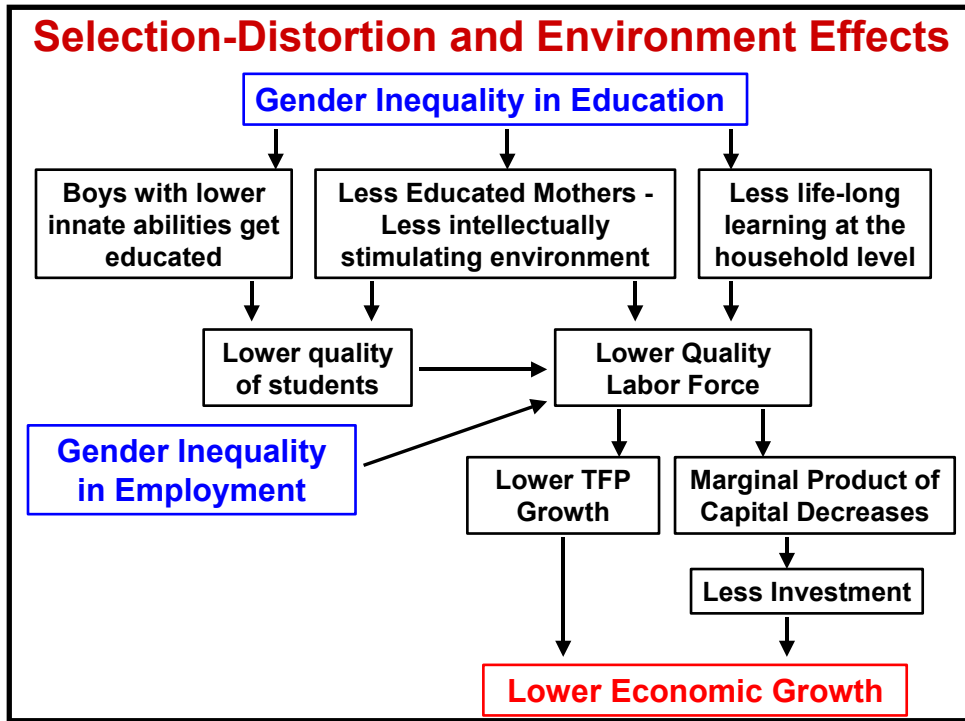 Selection-Distortion and Environment Effects
Gender Inequality in Education
Boys with lower
innate abilities get
educated
Less Educated Mothers -
Less intellectually
stimulating environment
Less life-long
learning at the
household level
Lower quality
of students
Lower Quality
Labor Force
Gender Inequality
in Employment
Lower TFP
Growth
Marginal Product of
Capital Decreases
Less Investment
Lower Economic Growth